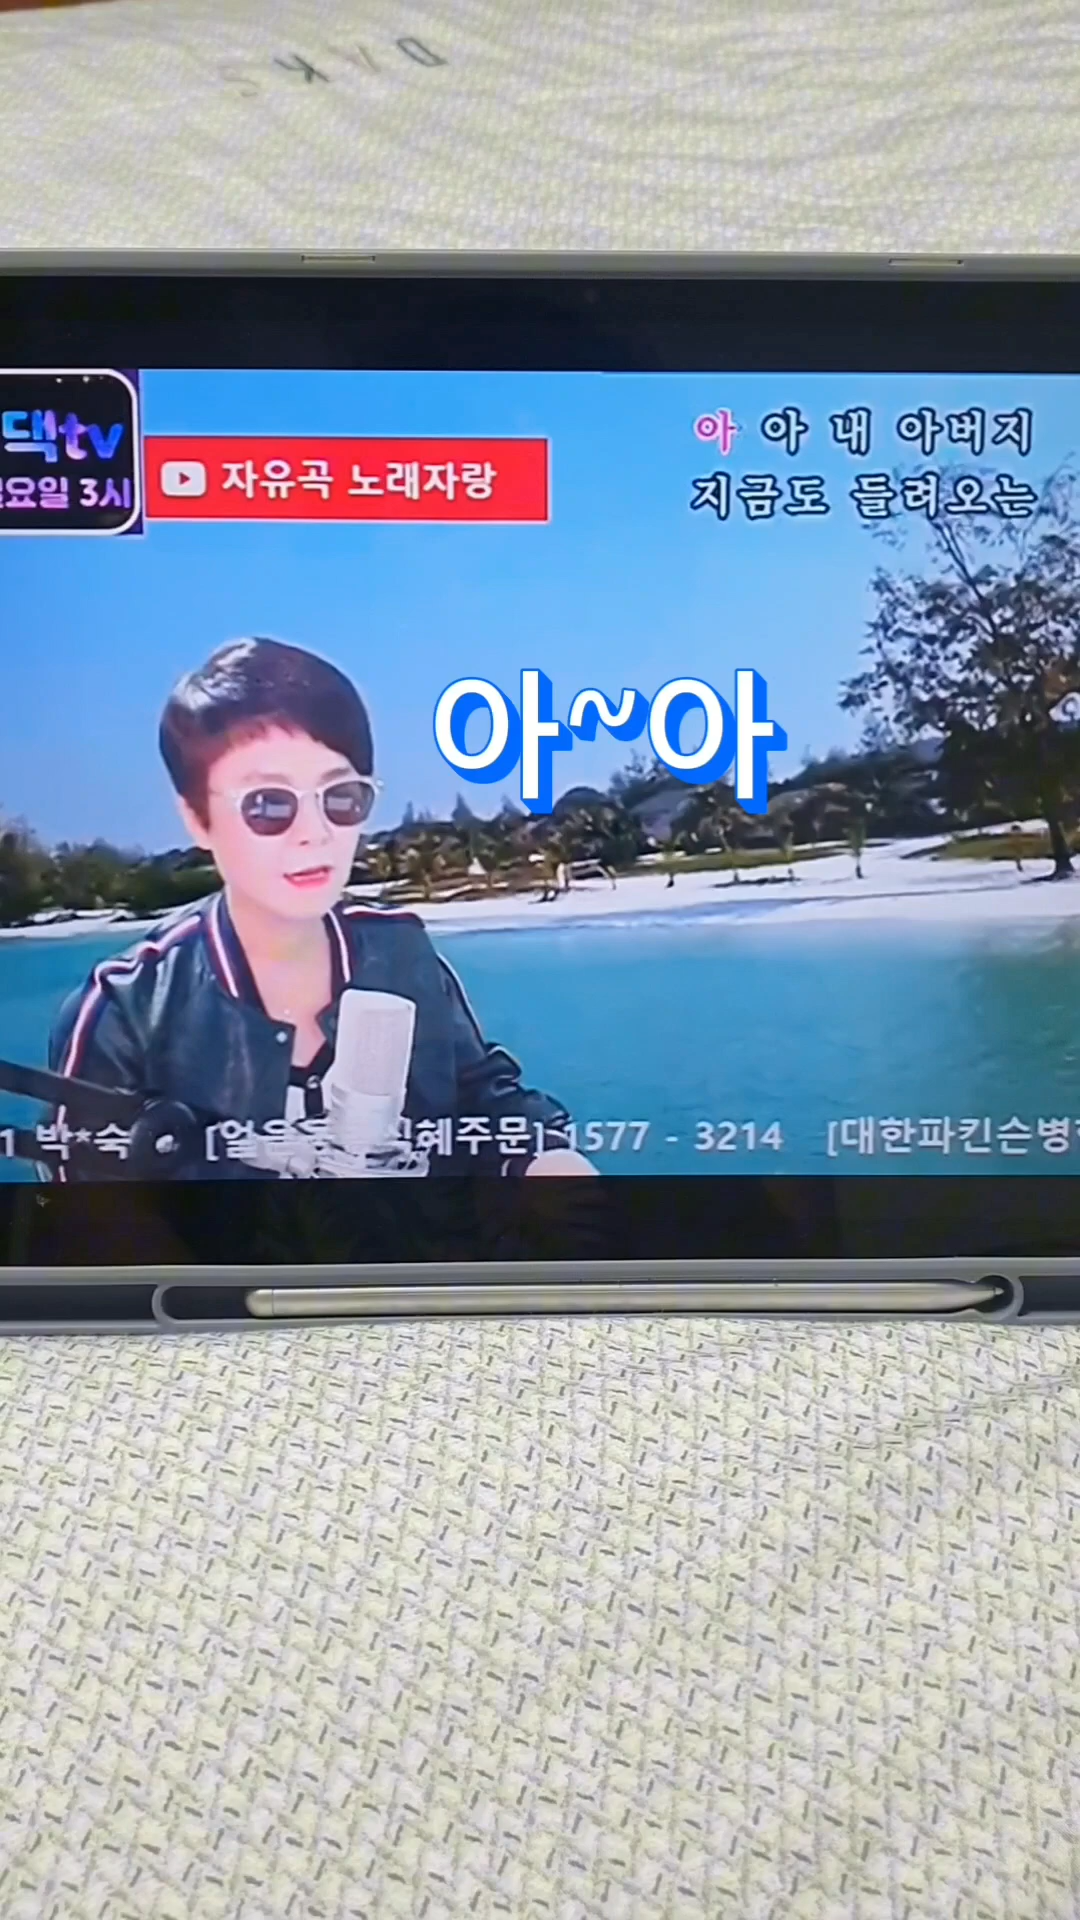 DAKS
댁tv
요일 3시
자유곡 노래자랑
아 아 내 아버지
지금도 들려오는
아~아
1 박*숙 주문] 1577 - 3214 [대한파킨슨병